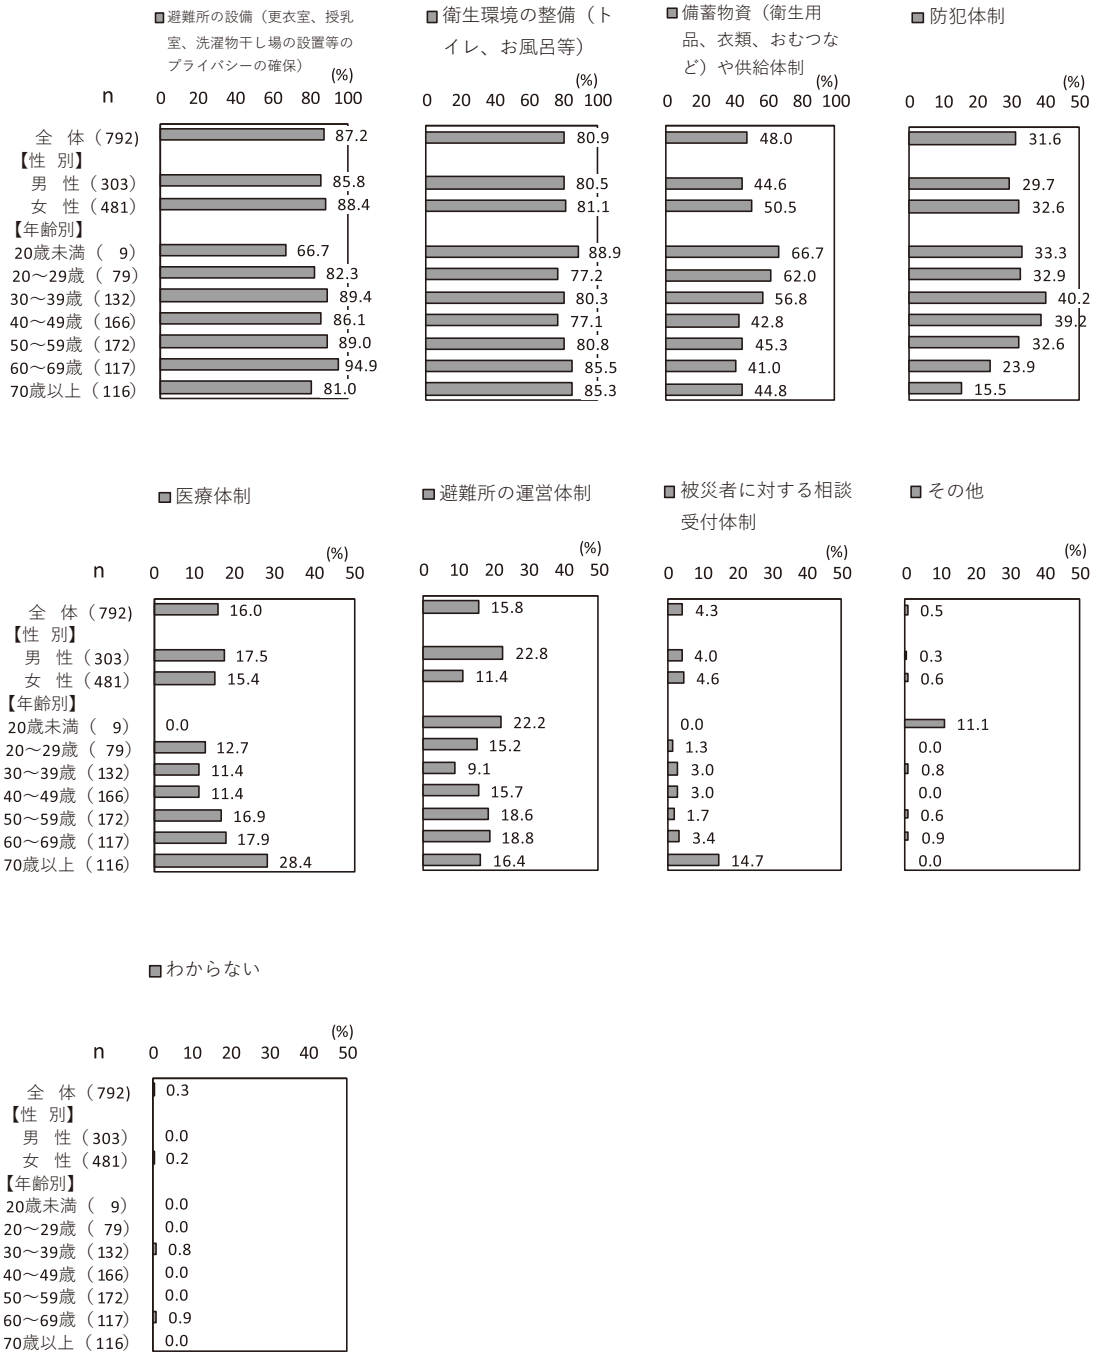 避難所の設備（更衣室、授乳
室、洗濯物干し場の設置等の
プライバシーの確保）
衛生環境の整備（ト
イレ、お風呂等）
備蓄物資（衛生用
品、衣類、おむつな
ど）や供給体制
防犯体制
(%) (%) (%) (%)
n 0 20 40 60 80 100 0 20 40 60 80 100 0 20 40 60 80 100 0 10 20 30 40 50
全 体（792） 87.2 80.9 48.0 31.6
【性 別】
男 性（303） 85.8 80.5 44.6 29.7
女 性（481） 88.4 81.1 50.5 32.6
【年齢別】
20歳未満（ 9） 66.7 88.9 66.7 33.3
20～29歳（ 79） 82.3 77.2 62.0 32.9
30～39歳（132） 89.4 80.3 56.8 40.2
40～49歳（166） 86.1 77.1 42.8 39.2
50～59歳（172） 89.0 80.8 45.3 32.6
60～69歳（117） 94.9 85.5 41.0 23.9
70歳以上（116） 81.0 85.3 44.8 15.5
医療体制
避難所の運営体制
被災者に対する相談
受付体制
その他
(%) (%) (%) (%)
n 0 10 20 30 40 50 0 10 20 30 40 50 0 10 20 30 40 50 0 10 20 30 40 50
全 体（792） 16.0 15.8 4.3 0.5
【性 別】
男 性（303） 17.5 22.8 4.0 0.3
女 性（481） 15.4 11.4 4.6 0.6
【年齢別】
20歳未満（ 9） 0.0 22.2 0.0 11.1
20～29歳（ 79） 12.7 15.2 1.3 0.0
30～39歳（132） 11.4 9.1 3.0 0.8
40～49歳（166） 11.4 15.7 3.0 0.0
50～59歳（172） 16.9 18.6 1.7 0.6
60～69歳（117） 17.9 18.8 3.4 0.9
70歳以上（116） 28.4 16.4 14.7 0.0
わからない
(%)
n 0 10 20 30 40 50
全 体（792） 0.3
【性 別】
男 性（303） 0.0
女 性（481） 0.2
【年齢別】
20歳未満（ 9） 0.0
20～29歳（ 79） 0.0
30～39歳（132） 0.8
40～49歳（166） 0.0
50～59歳（172） 0.0
60～69歳（117） 0.9
70歳以上（116） 0.0